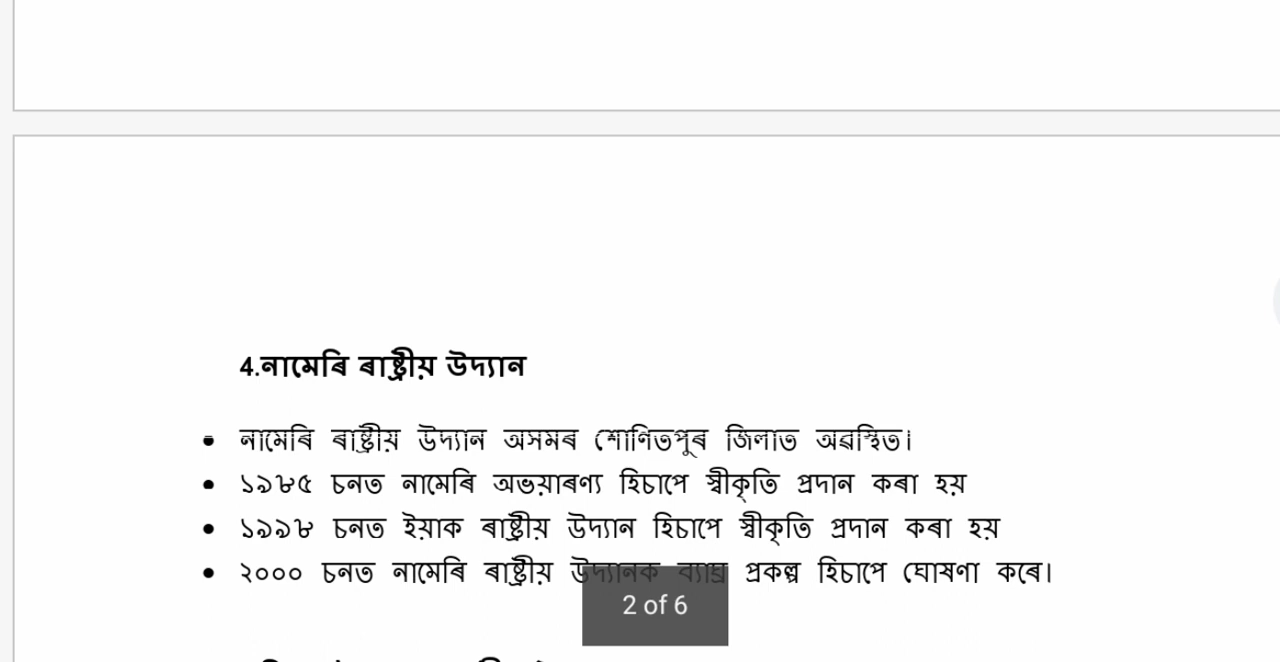 4.নামেৰি ৰাষ্ট্ৰীয় উদ্যান
• নামেৰি ৰাষ্ট্ৰীয় উদ্যান অসমৰ শোণিতপুৰ জিলাত অৱস্থিত।
• ১৯৮৫ চনত নামেৰি অভয়াৰণ্য হিচাপে স্বীকৃতি প্ৰদান কৰা হয়
• ১৯৯৮ চনত ইয়াক ৰাষ্ট্ৰীয় উদ্যান হিচাপে স্বীকৃতি প্ৰদান কৰা হয়
• ২০০০ চনত নামেৰি ৰাষ্ট্ৰীয় উদ্যানক ব্যাঘ্ৰ প্ৰকল্প হিচাপে ঘোষণা কৰে।
2 of 6